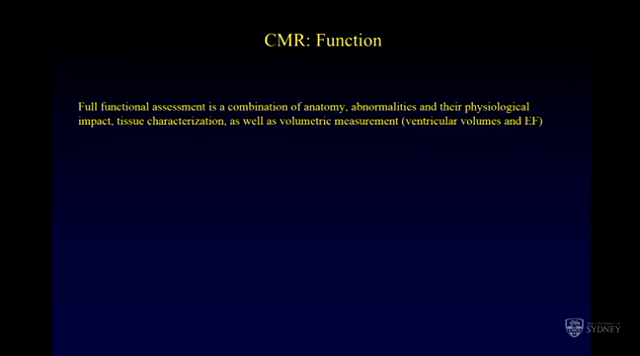 CMR: Function
Full functional assessment is a combination of anatomy, abnormalities and their physiological
impact, tissue characterization, as well as volumetric measurement (ventricular volumes and EF)
THE UNIVERSITY OF
SYDNEY